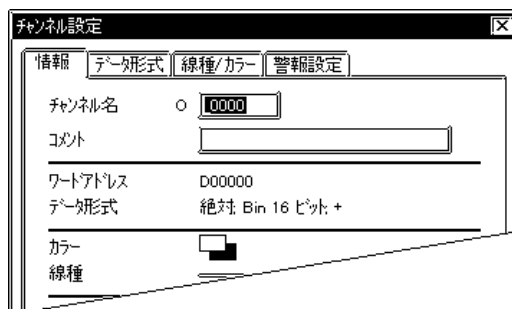 チャンネル設定
情報 データ形式 線種/カラー 警報設定
チャンネル名 0000
コメント
ワードアドレス D00000
データ形式 絶対, Bin 16 ビット, +
カラー
線種